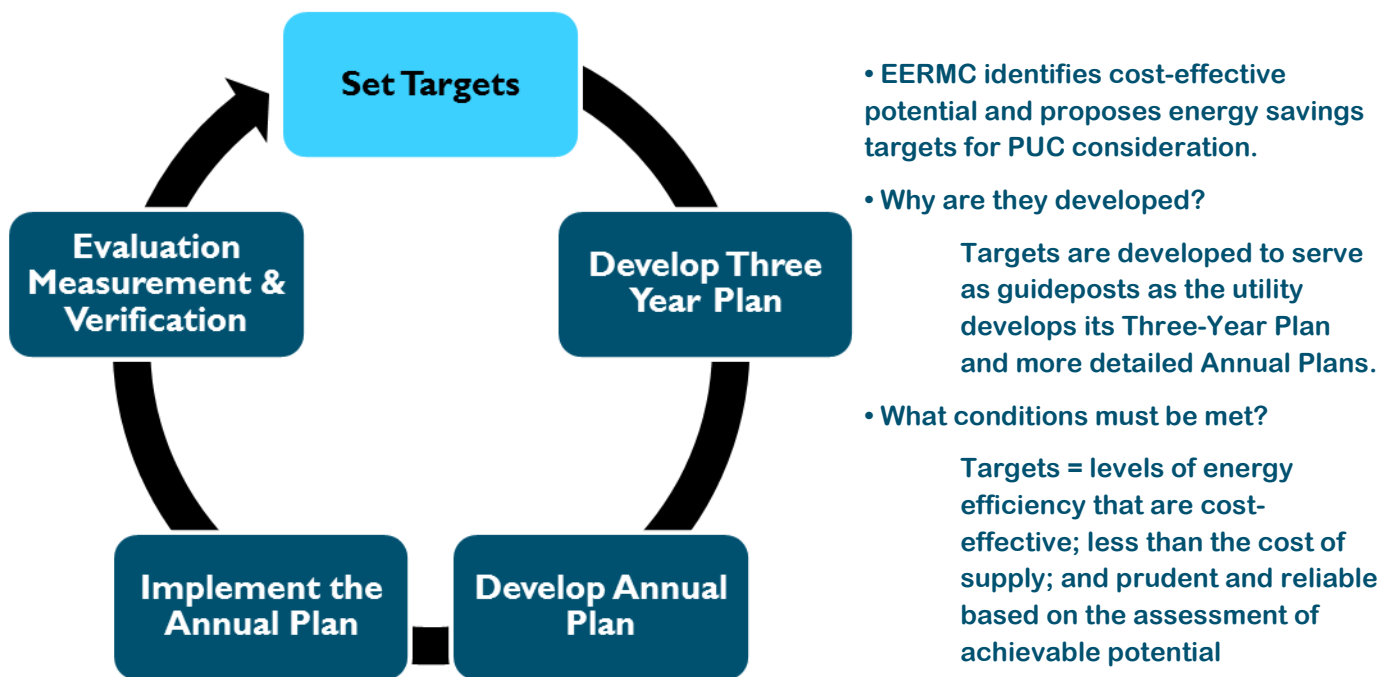 Set Targets
Develop Three
Year Plan
Develop Annual
Plan
Implement the
Annual Plan
Evaluation
Measurement &
Verification
• EERMC identifies cost-effective
potential and proposes energy savings
targets for PUC consideration.
• Why are they developed?
Targets are developed to serve
as guideposts as the utility
develops its Three-Year Plan
and more detailed Annual Plans.
• What conditions must be met?
Targets = levels of energy
efficiency that are cost-
effective; less than the cost of
supply; and prudent and reliable
based on the assessment of
achievable potential